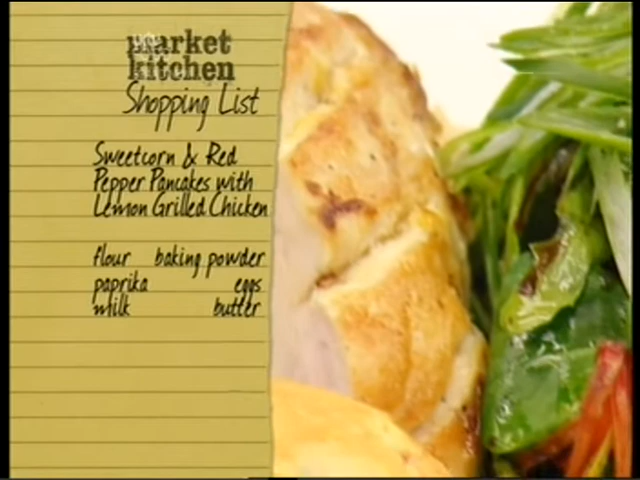 market
kitchen
Shopping List
Sweetcorn & Red
Pepper Pancakes with
Lemon Grilled Chicken
flour baking powder
paprika eggs
milk butter